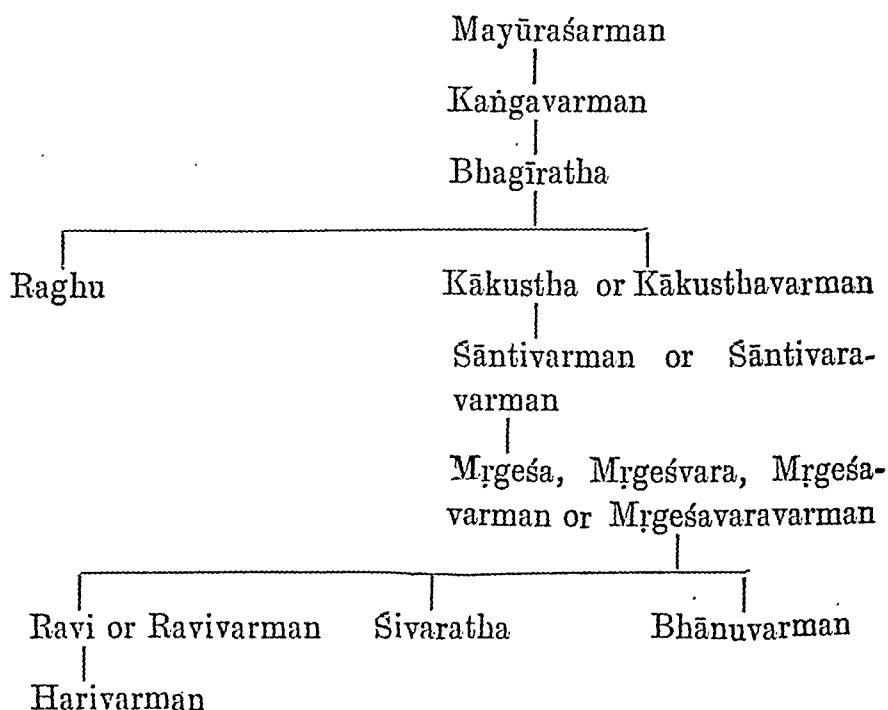 Mayūraśarman
Kaṅgavarman
Bhagīratha
Raghu Kākustha or Kākusthavarman
Śāntivarman or Śāntivara-
varman
Mṛgeśa, Mṛgeśvara, Mṛgeśa-
varman or Mṛgeśavaravarman
Ravi or Ravivarman Śivaratha Bhānuvarman
Harivarman